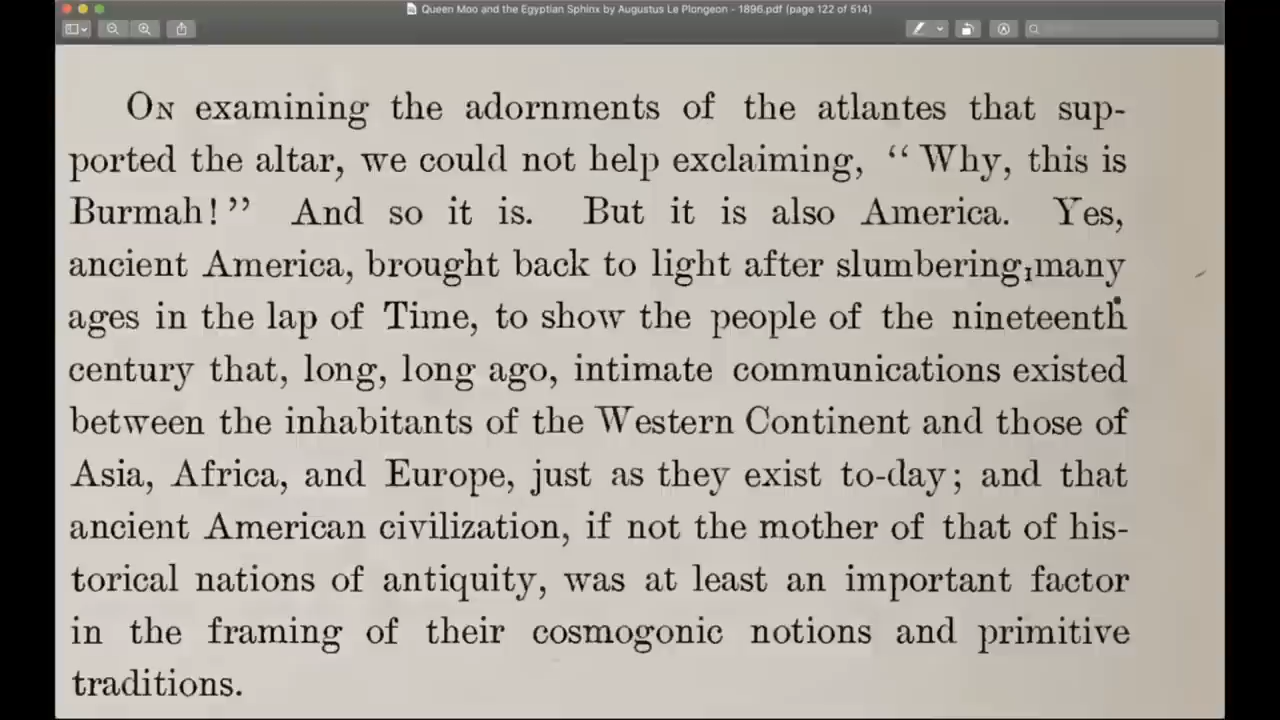 Queen Moo and the Egyptian Sphinx by Augustus Le Plongeon - 1896.pdf (page 122 of 514)
ON examining the adornments of the atlantes that sup-
ported the altar, we could not help exclaiming, “ Why, this is
Burmah! ” And so it is. But it is also America. Yes,
ancient America, brought back to light after slumbering many
ages in the lap of Time, to show the people of the nineteenth
century that, long, long ago, intimate communications existed
between the inhabitants of the Western Continent and those of
Asia, Africa, and Europe, just as they exist to-day; and that
ancient American civilization, if not the mother of that of his-
torical nations of antiquity, was at least an important factor
in the framing of their cosmogonic notions and primitive
traditions.